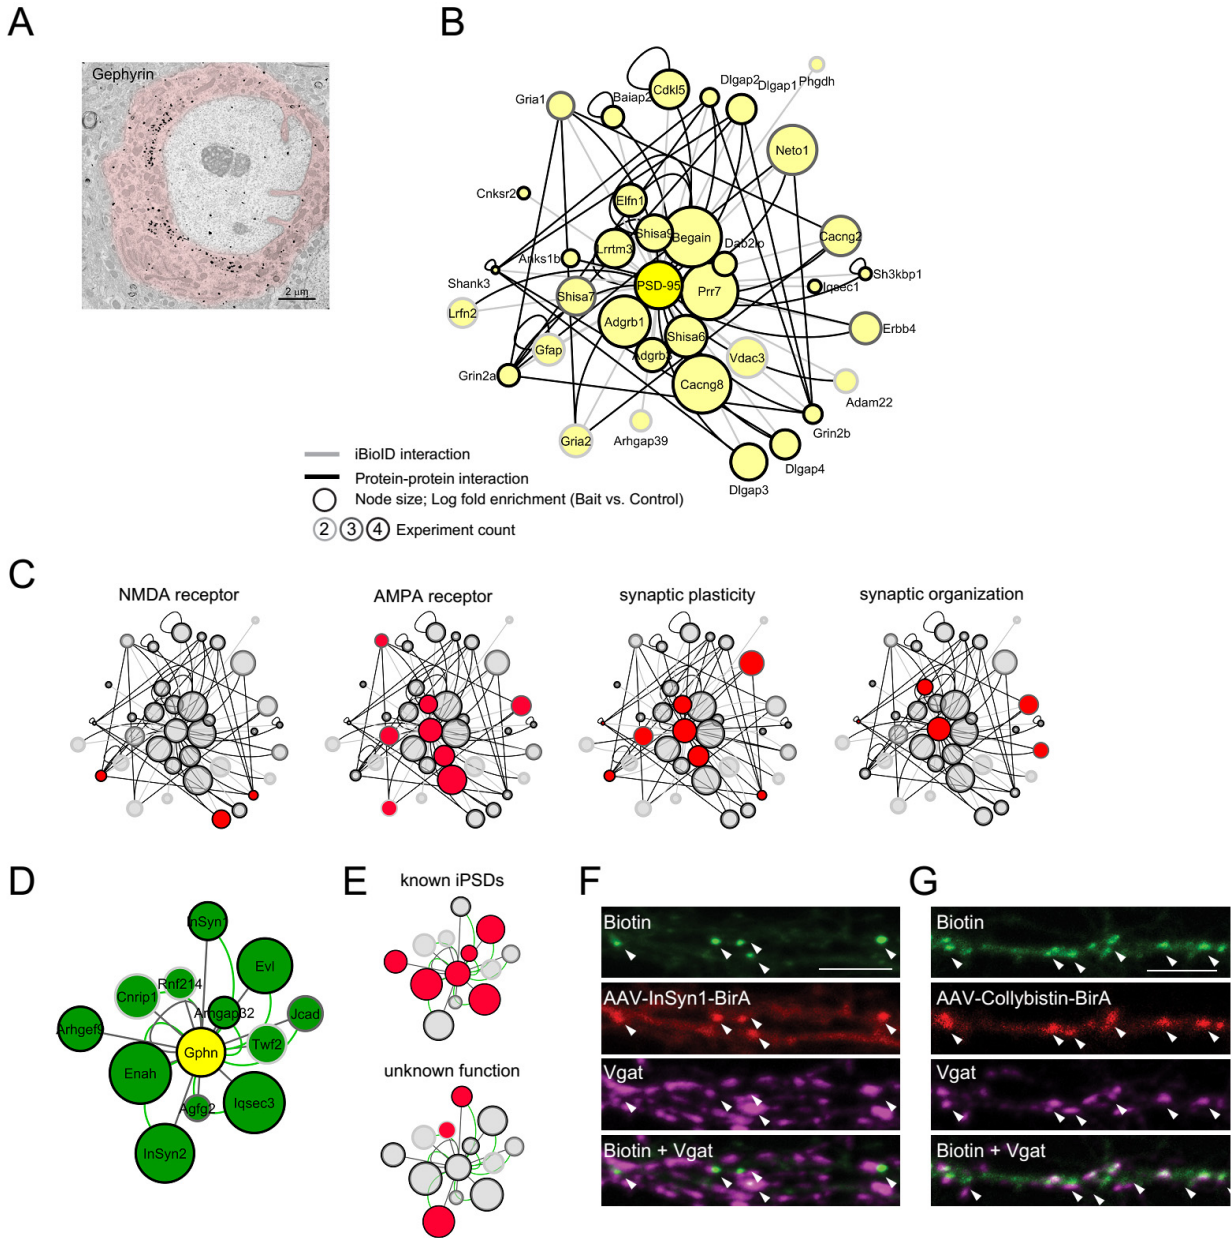 A
Gephyrin
2 µm
B
Cdkl5
Dlgap2
Dlgap1
Phgdh
Gria1
Baiap2
Neto1
Cnksr2
Elfn1
Shisa9
Begain
Cacng2
Lrrtm3
Dab2ip
Anks1b
Sh3kbp1
Shank3
PSD-95
Prr7
Iqsec1
Shisa7
Lrfn2
Adgrb1
Shisa6
Erbb4
Gfap
Adgrb3
Vdac3
Grin2a
Cacng8
Adam22
Grin2b
Gria2
Arhgap39
Dlgap4
Dlgap3
iBioID interaction
Protein-protein interaction
Node size; Log fold enrichment (Bait vs. Control)
2 3 4 Experiment count
C
NMDA receptor
AMPA receptor
synaptic plasticity
synaptic organization
D
InSyn1
Evl
Rnf214
Cnrip1
Arhgap32
Jcad
Arhgef9
Twf2
Gphn
Enah
Agfg2
Iqsec3
InSyn2
E
known iPSDs
unknown function
F
Biotin
AAV-InSyn1-BirA
Vgat
Biotin + Vgat
G
Biotin
AAV-Collybistin-BirA
Vgat
Biotin + Vgat